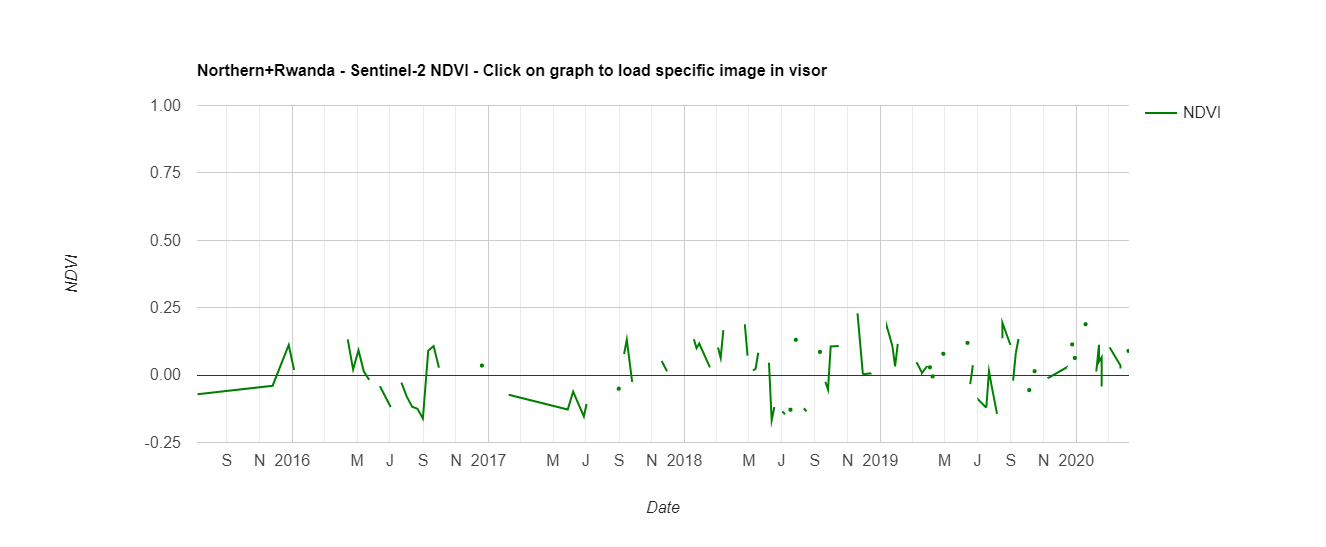 Northern+Rwanda - Sentinel-2 NDVI - Click on graph to load specific image in visor
1.00
NDVI
0.75
0.50
0.25
0.00
-0.25
NDVI
S N 2016 M J S N 2017 M J S N 2018 M J S N 2019 M J S N 2020
Date